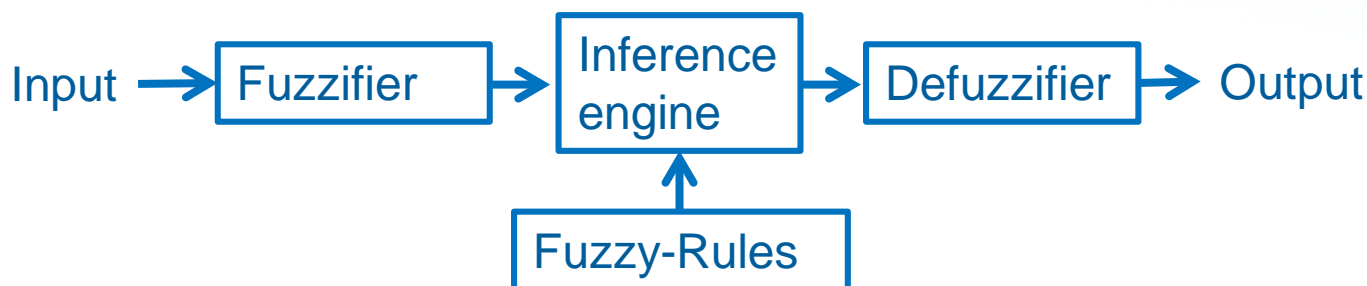 Input
Fuzzifier
Inference
engine
Defuzzifier
Output
Fuzzy-Rules